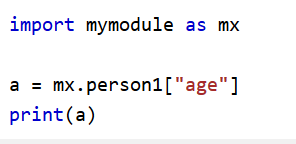 import mymodule as mx
a = mx.person1["age"]
print(a)